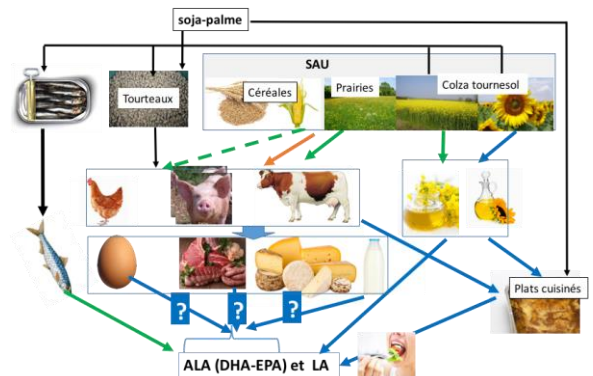 soja-palme
SAU
Céréales
Prairies
Colza tournesol
Tourteaux
?
?
?
Plats cuisinés
ALA (DHA-EPA) et LA